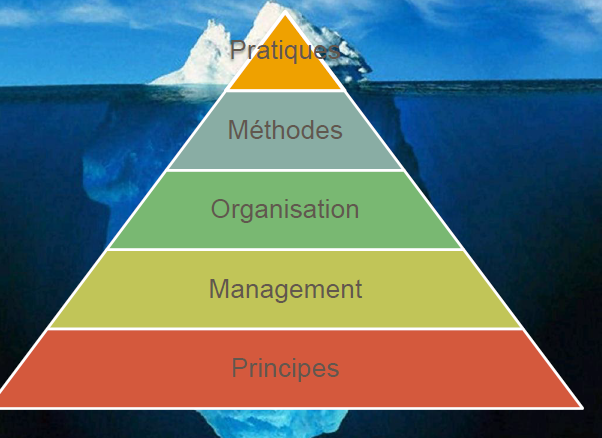 Pratiques
Méthodes
Organisation
Management
Principes